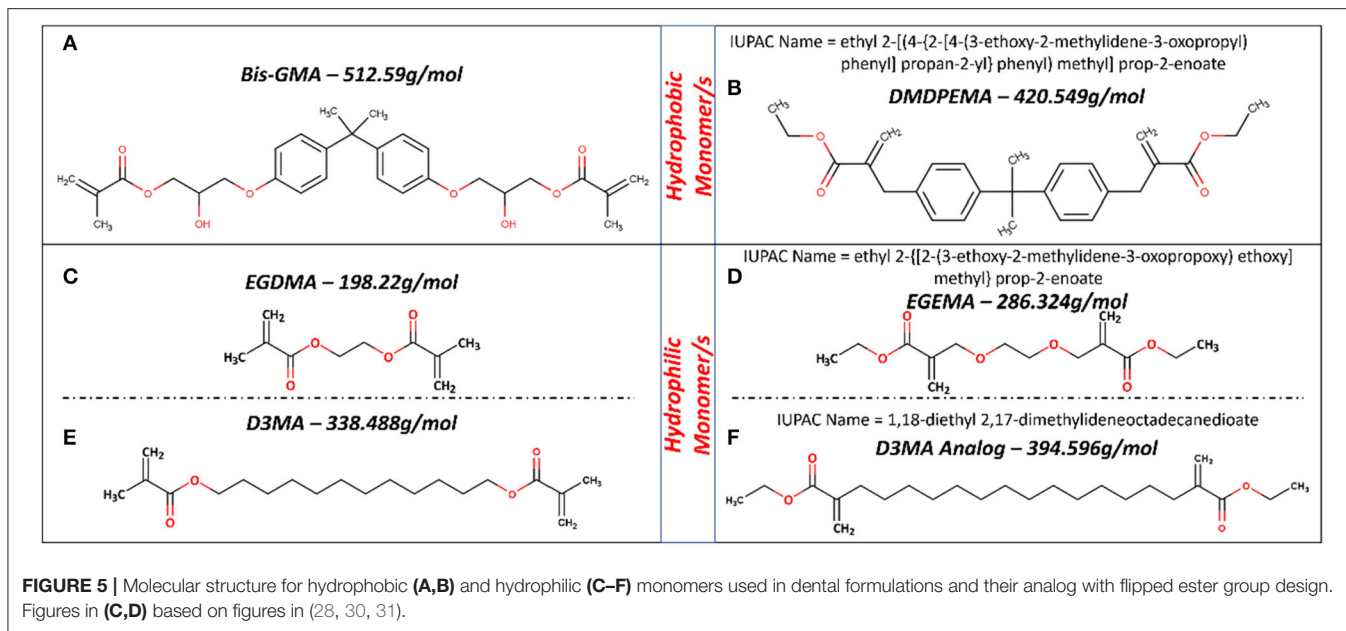 A
Bis-GMA – 512.59g/mol
H₃C
CH₃
O
H₂C
O
O
O
O
O
CH₂
CH₃
OH
OH
CH₃
Hydrophobic
Monomer/s
IUPAC Name = ethyl 2-[(4-{2-[4-(3-ethoxy-2-methylidene-3-oxopropyl)
phenyl] propan-2-yl} phenyl) methyl] prop-2-enoate
B
DMDPEMA – 420.549g/mol
CH₃
H₃C
CH₂
CH₂
O
O
CH₃
O
O
H₃C
C
EGDMA – 198.22g/mol
CH₂
O
H₃C
O
O
CH₃
O
CH₂
Hydrophilic
Monomer/s
IUPAC Name = ethyl 2-{[2-(3-ethoxy-2-methylidene-3-oxopropoxy) ethoxy]
methyl} prop-2-enoate
D
EGEMA – 286.324g/mol
O
CH₂
H₃C
O
O
O
O
CH₃
CH₂
O
E
D3MA – 338.488g/mol
CH₂
O
H₃C
O
O
CH₃
O
CH₂
IUPAC Name = 1,18-diethyl 2,17-dimethylideneoctadecanedioate
F
D3MA Analog – 394.596g/mol
O
CH₂
H₃C
O
O
CH₃
CH₂
O
FIGURE 5 | Molecular structure for hydrophobic (A,B) and hydrophilic (C–F) monomers used in dental formulations and their analog with flipped ester group design.
Figures in (C,D) based on figures in (28, 30, 31).